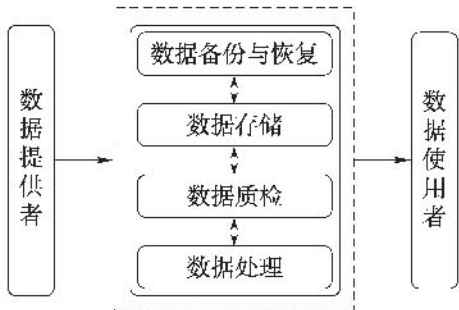 数据提供者
数据备份与恢复
数据存储
数据质检
数据处理
数据使用者